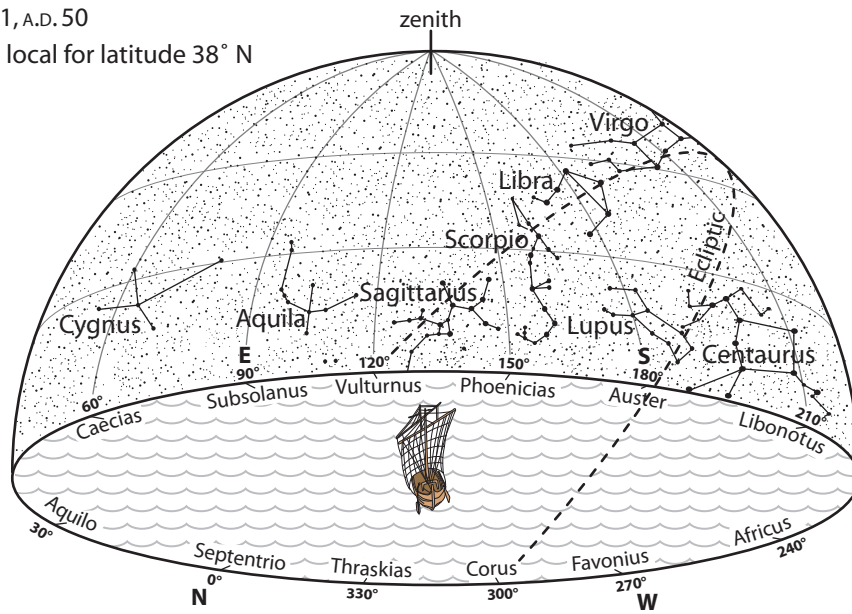 1, A.D. 50
local for latitude 38° N
zenith
Virgo
Libra
Scorpio
Ecliptic
Sagittarius
Cygnus
Aquila
Lupus
Centaurus
E
S
60°
90°
120°
150°
180°
210°
Caecias
Subsolanus
Vulturnus
Phoenicias
Auster
Libonotus
Aquilo
Septentrio
Thraskias
Corus
Favonius
Africus
30°
0°
330°
300°
270°
240°
N
W